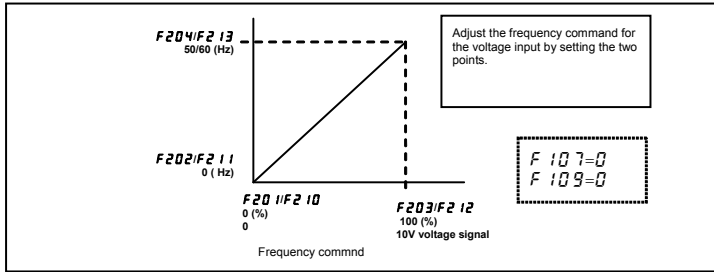 F204/F213
50/60 (Hz)
Adjust the frequency command for
the voltage input by setting the two
points.
F202/F211
0 ( Hz)
F107=0
F109=0
F201/F210
0 (%)
0
F203/F212
100 (%)
10V voltage signal
Frequency commnd